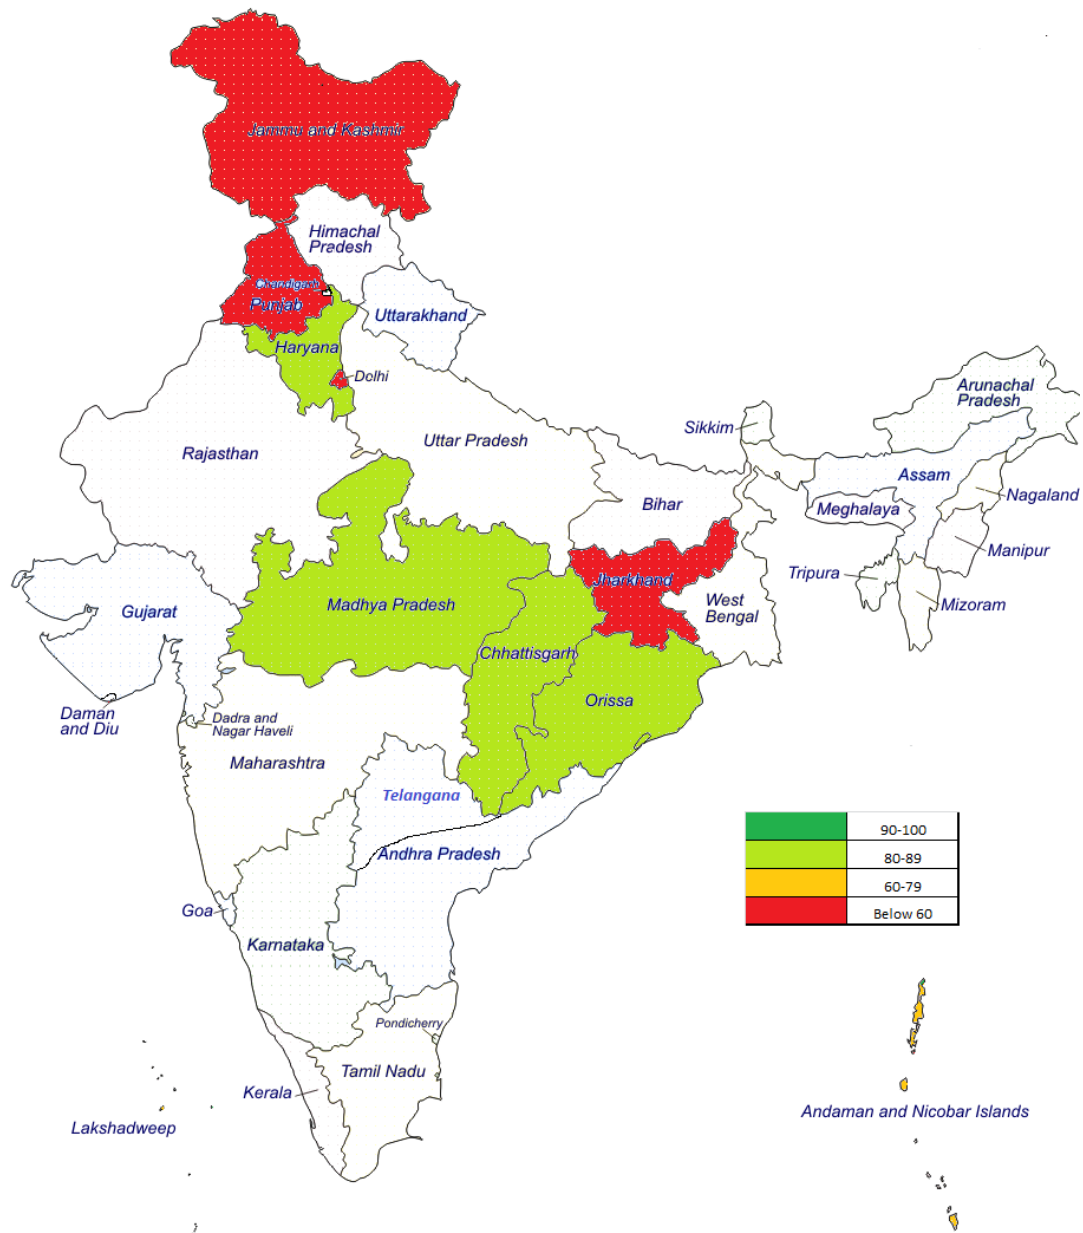 Jammu and Kashmir
Himachal
Pradesh
Chandigarh
Punjab
Uttarakhand
Haryana
Delhi
Arunachal
Pradesh
Sikkim
Uttar Pradesh
Rajasthan
Assam
Nagaland
Bihar
Meghalaya
Manipur
Tripura
Jharkhand
Mizoram
West
Bengal
Madhya Pradesh
Gujarat
Chhattisgarh
Orissa
Daman
and Diu
Dadra and
Nagar Haveli
Maharashtra
Telangana
Andhra Pradesh
90-100
80-89
60-79
Below 60
Goa
Karnataka
Pondicherry
Tamil Nadu
Kerala
Lakshadweep
Andaman and Nicobar Islands